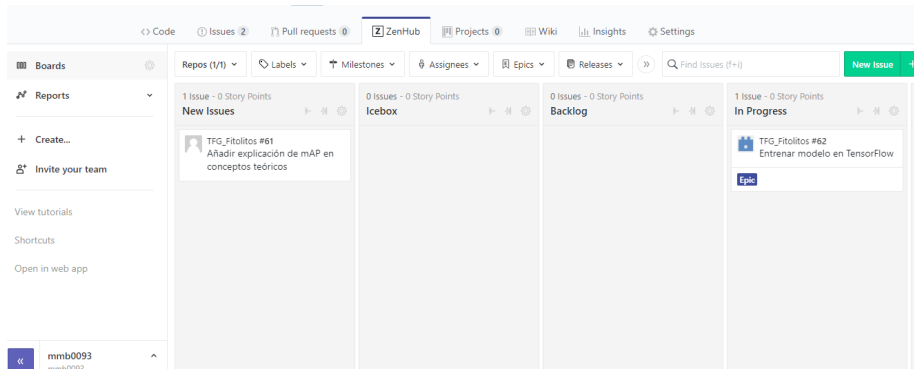 Code Issues 2 Pull requests 0 Z ZenHub Projects 0 Wiki Insights Settings
Boards
Reports
Create...
Invite your team
View tutorials
Shortcuts
Open in web app
mmb0093
mmb0093
Repos (1/1) Labels Milestones Assignees Epics Releases Find Issues (f+i) New Issue +
1 Issue - 0 Story Points
New Issues
TFG_Fitolitos #61
Añadir explicación de mAP en
conceptos teóricos
0 Issues - 0 Story Points
Icebox
0 Issues - 0 Story Points
Backlog
1 Issue - 0 Story Points
In Progress
TFG_Fitolitos #62
Entrenar modelo en TensorFlow
Epic